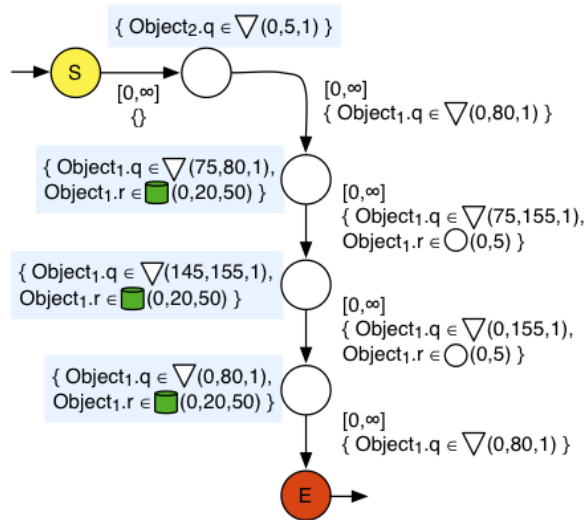 { Object₂.q ∈ ▽(0,5,1) }
S
[0,∞]
{}
[0,∞]
{ Object₁.q ∈ ▽(0,80,1) }
{ Object₁.q ∈ ▽(75,80,1),
Object₁.r ∈ (0,20,50) }
[0,∞]
{ Object₁.q ∈ ▽(75,155,1),
Object₁.r ∈ ◯(0,5) }
{ Object₁.q ∈ ▽(145,155,1),
Object₁.r ∈ (0,20,50) }
[0,∞]
{ Object₁.q ∈ ▽(0,155,1),
Object₁.r ∈ ◯(0,5) }
{ Object₁.q ∈ ▽(0,80,1),
Object₁.r ∈ (0,20,50) }
[0,∞]
{ Object₁.q ∈ ▽(0,80,1) }
E